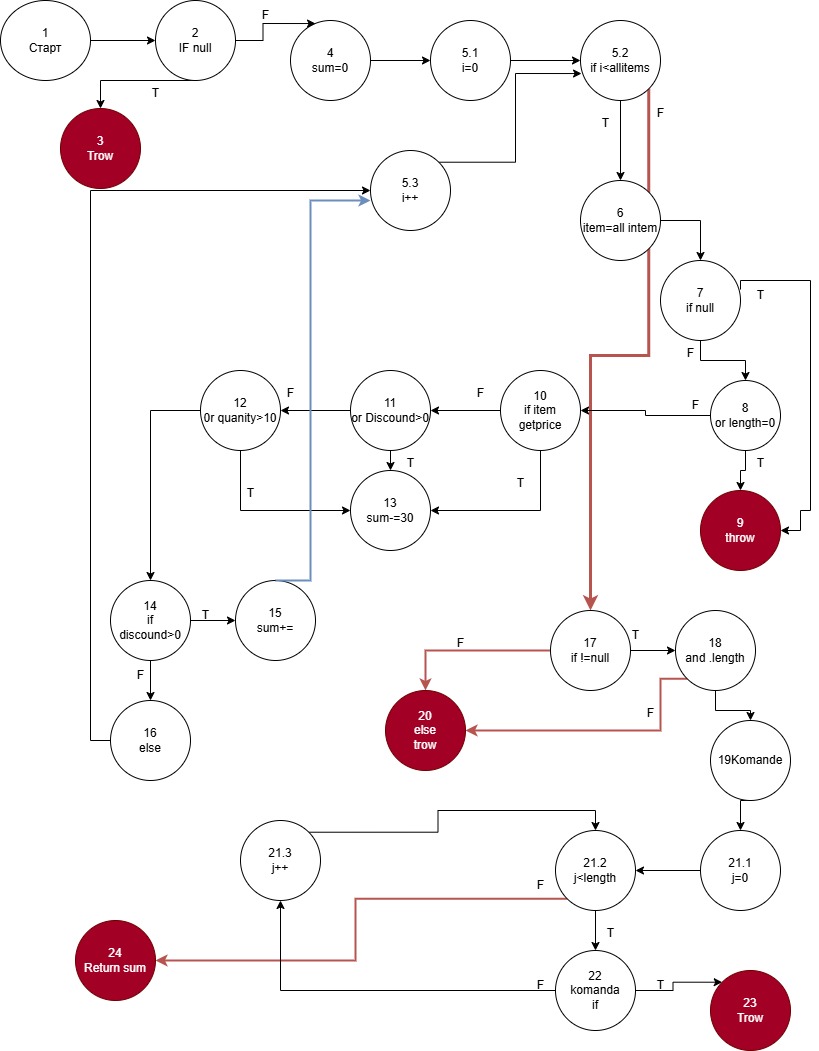 1
Старт
2
IF null
F
T
3
Trow
4
sum=0
5.1
i=0
5.2
if i<allitems
T
F
5.3
i++
6
item=all intem
7
if null
T
F
8
or length=0
F
T
9
throw
10
if item
getprice
F
T
11
or Discound>0
F
T
12
0r quanity>10
T
13
sum-=30
14
if
discound>0
T
F
15
sum+=
16
else
17
if !=null
T
F
18
and .length
F
19Komande
20
else
trow
21.1
j=0
21.2
j<length
F
T
21.3
j++
22
komanda
if
F
T
23
Trow
24
Return sum